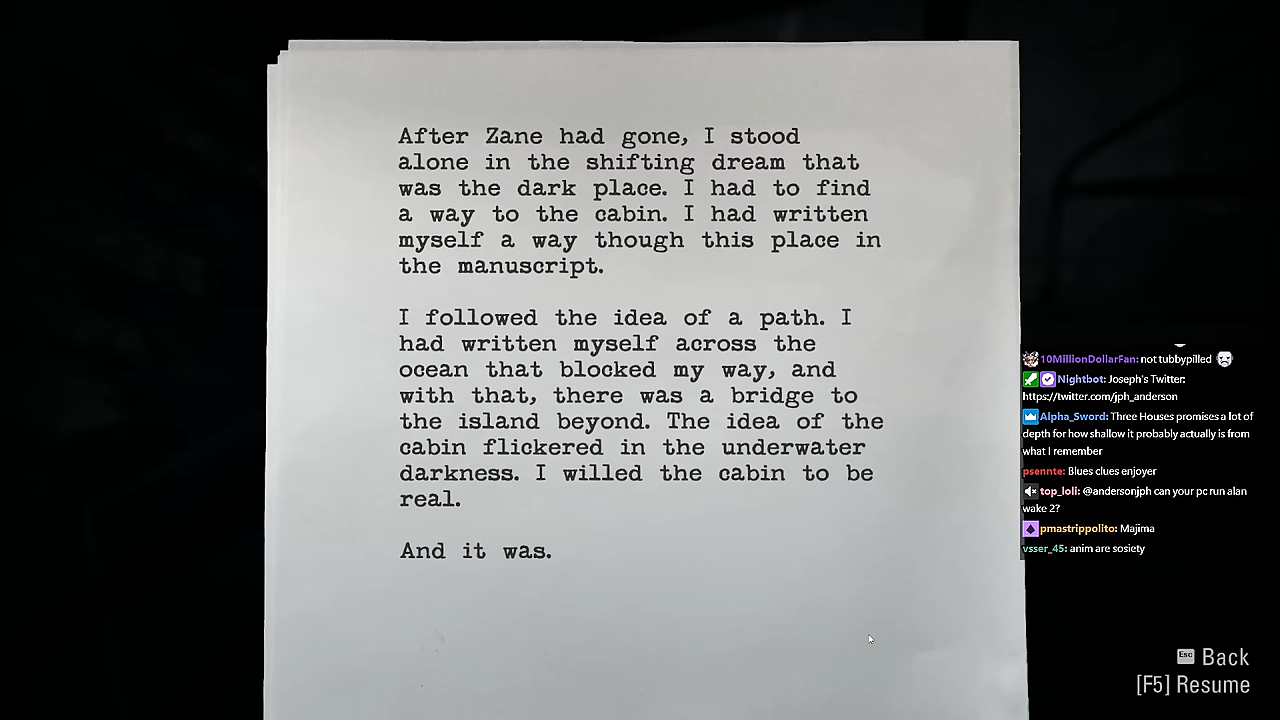 After Zane had gone, I stood
alone in the shifting dream that
was the dark place. I had to find
a way to the cabin. I had written
myself a way though this place in
the manuscript.
I followed the idea of a path. I
had written myself across the
ocean that blocked my way, and
with that, there was a bridge to
the island beyond. The idea of the
cabin flickered in the underwater
darkness. I willed the cabin to be
real.
And it was.
10MillionDollarFan: not tubbypilled
Nightbot: Joseph's Twitter:
https://twitter.com/jph_anderson
Alpha_Sword: Three Houses promises a lot of
depth for how shallow it probably actually is from
what I remember
psennte: Blues clues enjoyer
top_loli: @andersonjph can your pc run alan
wake 2?
pmastrippolito: Majima
vsser_45: anim are sosiety
Esc Back
[F5] Resume